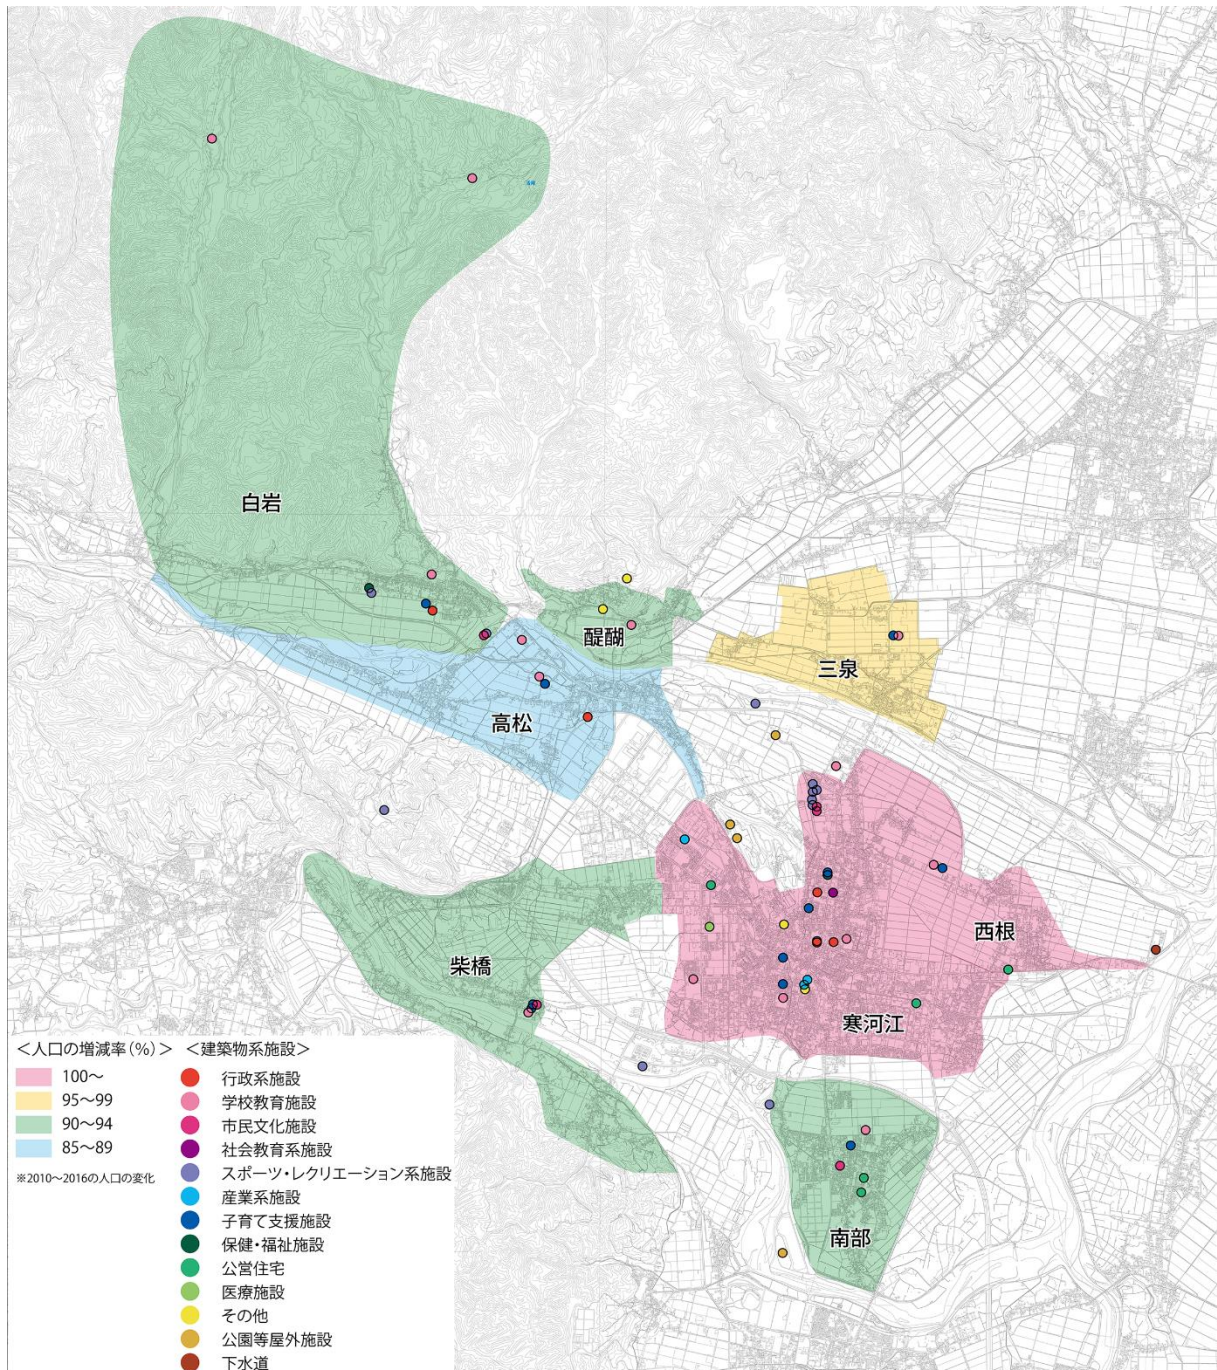 白岩
醍醐
三泉
高松
西根
柴橋
寒河江
南部
＜人口の増減率（%）＞
100～
95～99
90～94
85～89
※2010～2016の人口の変化
＜建築物系施設＞
行政系施設
学校教育施設
市民文化施設
社会教育系施設
スポーツ・レクリエーション系施設
産業系施設
子育て支援施設
保健・福祉施設
公営住宅
医療施設
その他
公園等屋外施設
下水道